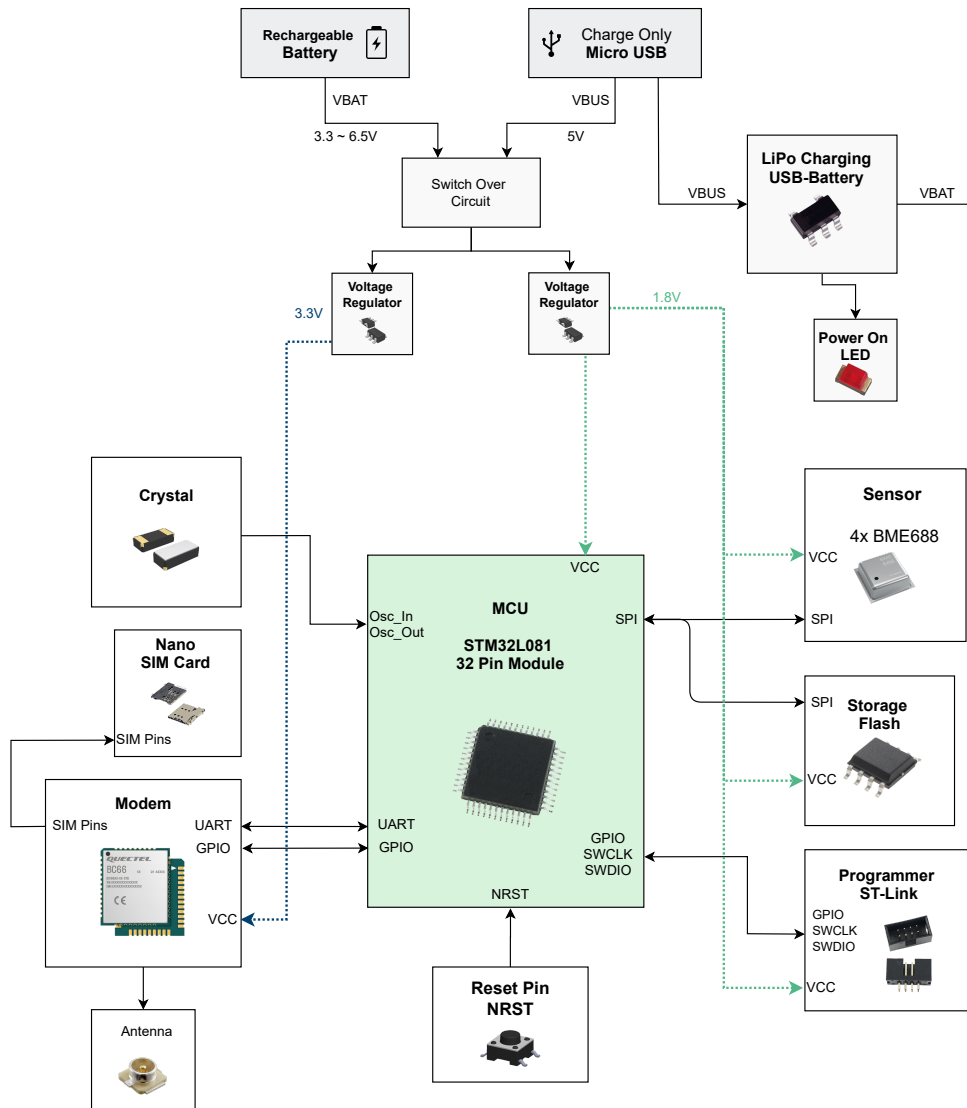 Rechargeable
Battery
Charge Only
Micro USB
VBAT
VBUS
3.3 ~ 6.5V
5V
Switch Over
Circuit
LiPo Charging
USB-Battery
VBUS
VBAT
Voltage
Regulator
Voltage
Regulator
3.3V
1.8V
Power On
LED
Crystal
Sensor
4x BME688
VCC
SPI
VCC
MCU
STM32L081
32 Pin Module
Osc_In
Osc_Out
SPI
Nano
SIM Card
SIM Pins
Storage
Flash
SPI
VCC
Modem
SIM Pins
UART
GPIO
VCC
QUECTEL
BC66
CE
UART
GPIO
GPIO
SWCLK
SWDIO
NRST
Programmer
ST-Link
GPIO
SWCLK
SWDIO
VCC
Reset Pin
NRST
Antenna